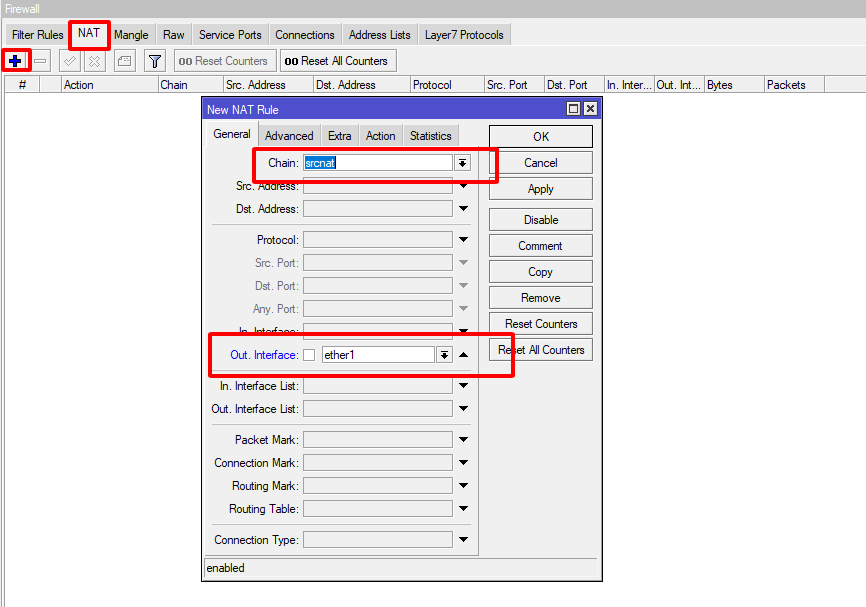 Firewall
Filter Rules NAT Mangle Raw Service Ports Connections Address Lists Layer7 Protocols
00 Reset Counters 00 Reset All Counters
# Action Chain Src. Address Dst. Address Protocol Src. Port Dst. Port In. Inter... Out. Int... Bytes Packets
New NAT Rule
General Advanced Extra Action Statistics
OK
Chain: srcnat
Cancel
Src. Address:
Apply
Dst. Address:
Disable
Protocol:
Comment
Src. Port:
Copy
Dst. Port:
Remove
Any. Port:
Reset Counters
In. Interface:
Out. Interface: ether1
Reset All Counters
In. Interface List:
Out. Interface List:
Packet Mark:
Connection Mark:
Routing Mark:
Routing Table:
Connection Type:
enabled